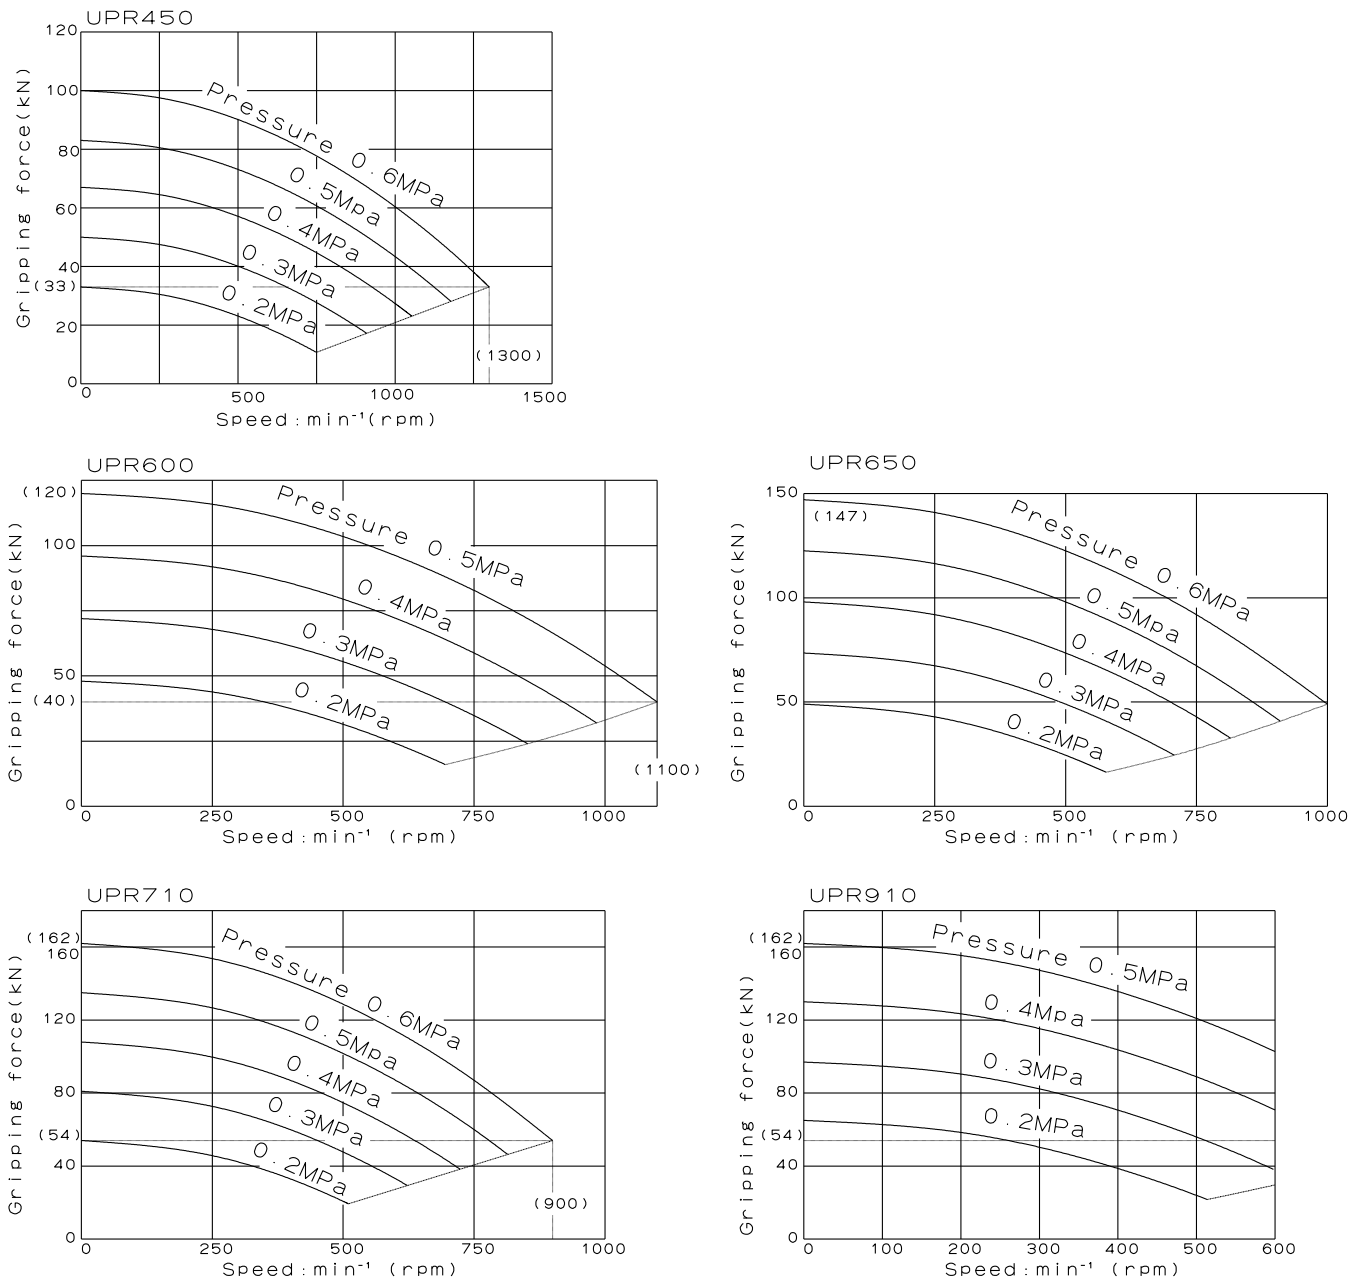 UPR450
120
100
80
60
40
(33)
20
0
Gripping force(kN)
Pressure 0.6MPa
0.5Mpa
0.4MPa
0.3MPa
0.2MPa
(1300)
0 500 1000 1500
Speed:min⁻¹(rpm)
UPR600
(120)
100
50
(40)
0
Gripping force(kN)
Pressure 0.5MPa
0.4MPa
0.3MPa
0.2MPa
(1100)
0 250 500 750 1000
Speed:min⁻¹ (rpm)
UPR650
150
(147)
100
50
0
Gripping force(kN)
Pressure 0.6MPa
0.5Mpa
0.4MPa
0.3MPa
0.2MPa
0 250 500 750 1000
Speed:min⁻¹ (rpm)
UPR710
(162)
160
120
80
(54)
40
0
Gripping force(kN)
Pressure 0.6MPa
0.5Mpa
0.4MPa
0.3MPa
0.2MPa
(900)
0 250 500 750 1000
Speed:min⁻¹ (rpm)
UPR910
(162)
160
120
80
(54)
40
0
Gripping force(kN)
Pressure 0.5MPa
0.4Mpa
0.3MPa
0.2MPa
0 100 200 300 400 500 600
Speed:min⁻¹ (rpm)